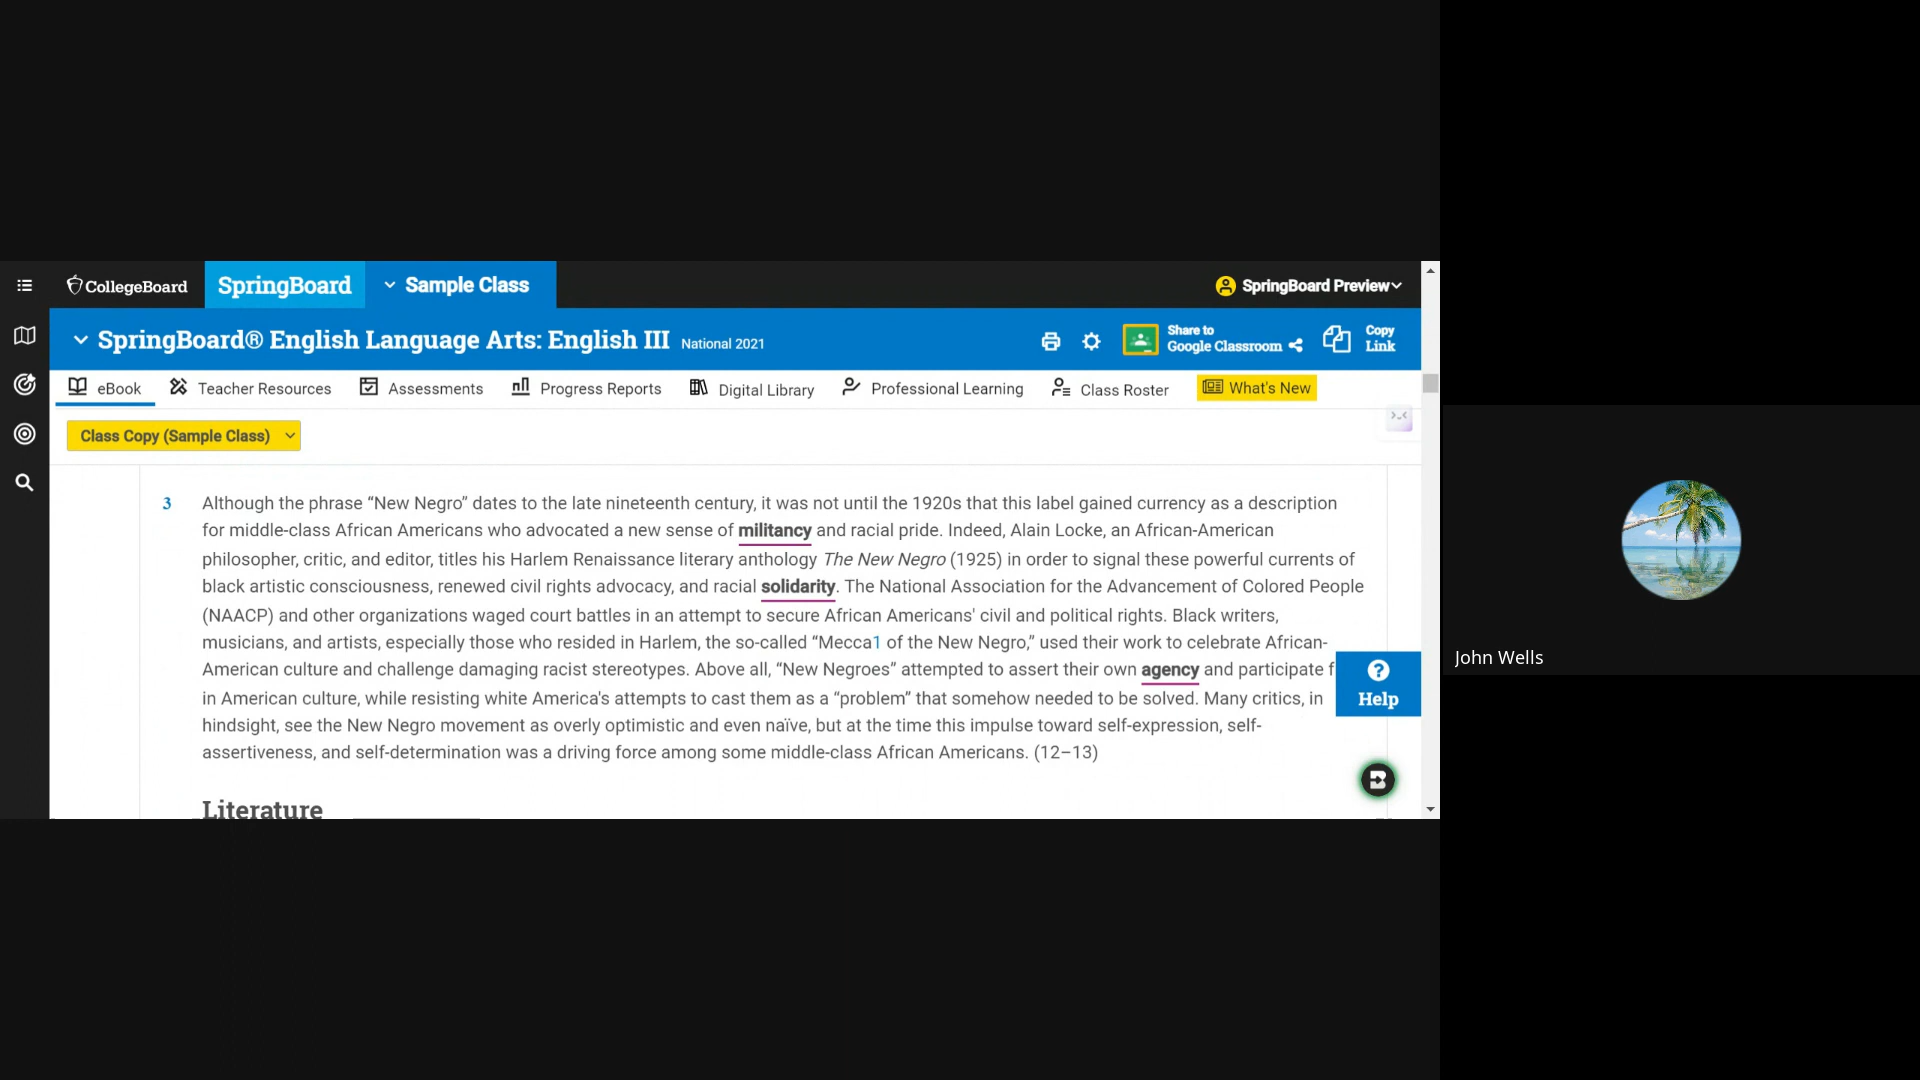 CollegeBoard
SpringBoard
Sample Class
SpringBoard Preview
SpringBoard® English Language Arts: English III National 2021
Share to
Google Classroom
Copy
Link
eBook
Teacher Resources
Assessments
Progress Reports
Digital Library
Professional Learning
Class Roster
What's New
Class Copy (Sample Class)
3 Although the phrase “New Negro” dates to the late nineteenth century, it was not until the 1920s that this label gained currency as a description
for middle-class African Americans who advocated a new sense of militancy and racial pride. Indeed, Alain Locke, an African-American
philosopher, critic, and editor, titles his Harlem Renaissance literary anthology The New Negro (1925) in order to signal these powerful currents of
black artistic consciousness, renewed civil rights advocacy, and racial solidarity. The National Association for the Advancement of Colored People
(NAACP) and other organizations waged court battles in an attempt to secure African Americans' civil and political rights. Black writers,
musicians, and artists, especially those who resided in Harlem, the so-called “Mecca1 of the New Negro,” used their work to celebrate African-
American culture and challenge damaging racist stereotypes. Above all, “New Negroes” attempted to assert their own agency and participate f
in American culture, while resisting white America's attempts to cast them as a “problem” that somehow needed to be solved. Many critics, in
hindsight, see the New Negro movement as overly optimistic and even naïve, but at the time this impulse toward self-expression, self-
assertiveness, and self-determination was a driving force among some middle-class African Americans. (12–13)
Literature
Help
John Wells